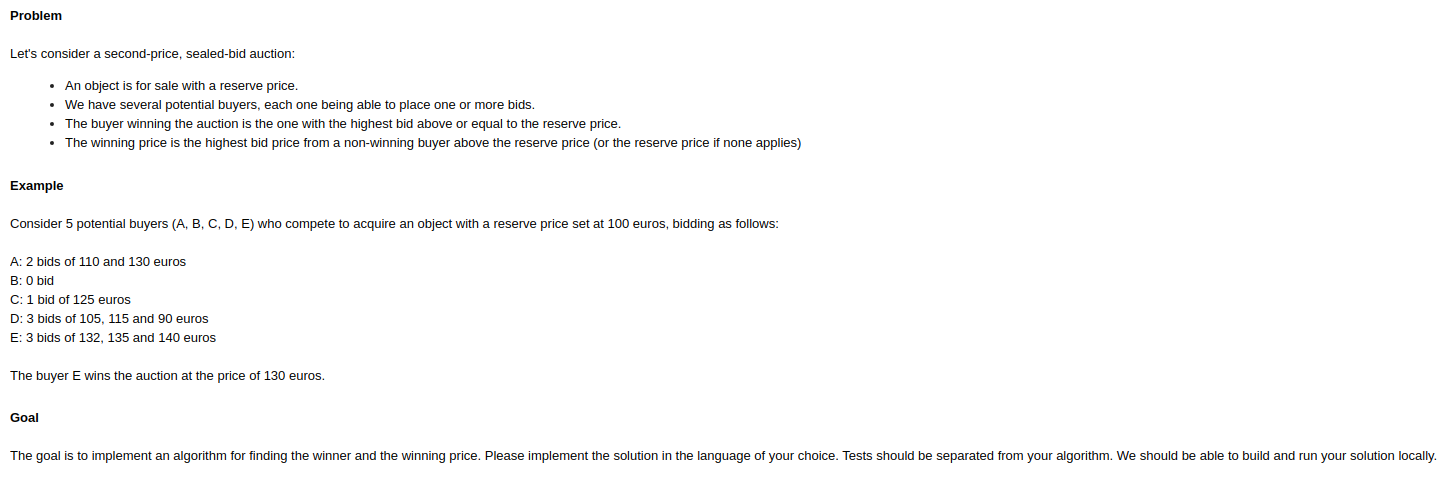 Problem
Let's consider a second-price, sealed-bid auction:
• An object is for sale with a reserve price.
• We have several potential buyers, each one being able to place one or more bids.
• The buyer winning the auction is the one with the highest bid above or equal to the reserve price.
• The winning price is the highest bid price from a non-winning buyer above the reserve price (or the reserve price if none applies)
Example
Consider 5 potential buyers (A, B, C, D, E) who compete to acquire an object with a reserve price set at 100 euros, bidding as follows:
A: 2 bids of 110 and 130 euros
B: 0 bid
C: 1 bid of 125 euros
D: 3 bids of 105, 115 and 90 euros
E: 3 bids of 132, 135 and 140 euros
The buyer E wins the auction at the price of 130 euros.
Goal
The goal is to implement an algorithm for finding the winner and the winning price. Please implement the solution in the language of your choice. Tests should be separated from your algorithm. We should be able to build and run your solution locally.